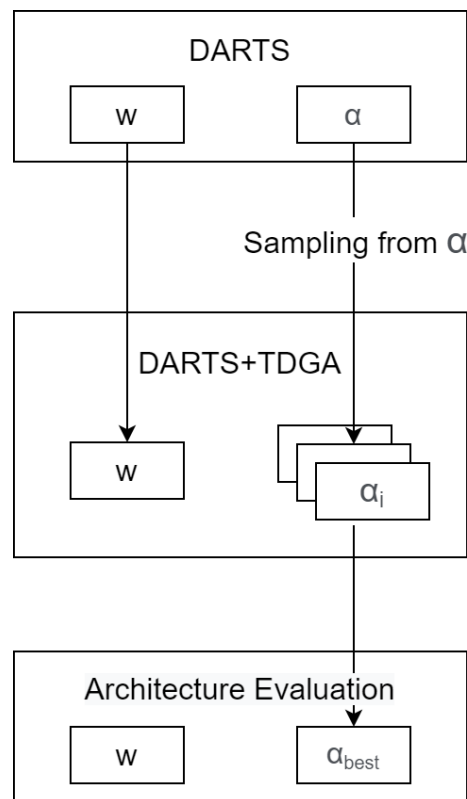 DARTS
w α
Sampling from α
DARTS+TDGA
w αi
Architecture Evaluation
w αbest